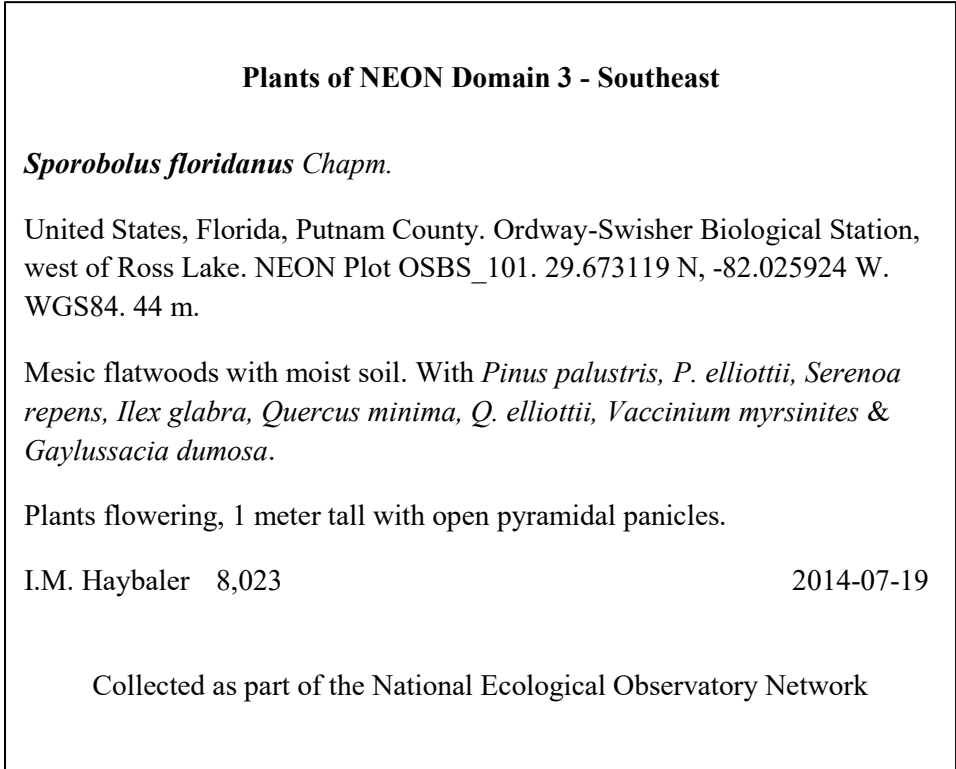 Plants of NEON Domain 3 - Southeast
Sporobolus floridanus Chapm.
United States, Florida, Putnam County. Ordway-Swisher Biological Station,
west of Ross Lake. NEON Plot OSBS_101. 29.673119 N, -82.025924 W.
WGS84. 44 m.
Mesic flatwoods with moist soil. With Pinus palustris, P. elliottii, Serenoa
repens, Ilex glabra, Quercus minima, Q. elliottii, Vaccinium myrsinites &
Gaylussacia dumosa.
Plants flowering, 1 meter tall with open pyramidal panicles.
I.M. Haybaler 8,023 2014-07-19
Collected as part of the National Ecological Observatory Network